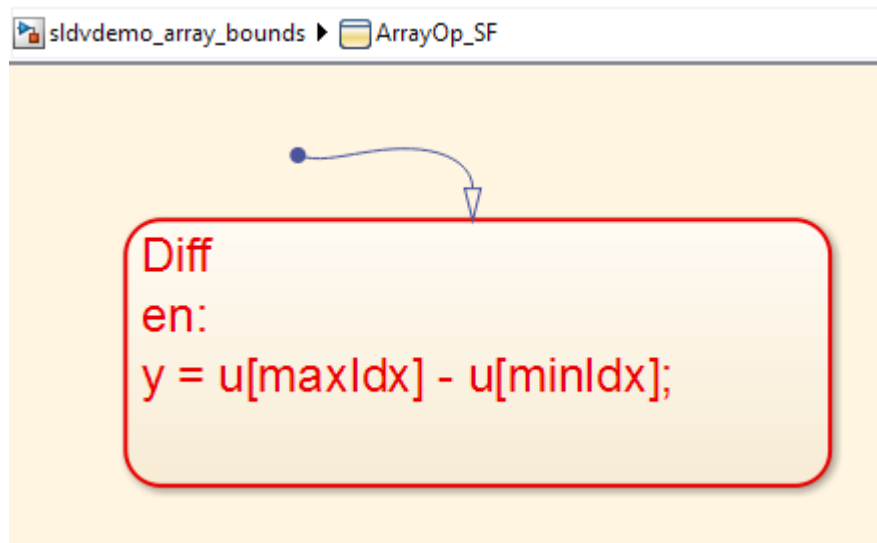 sldvdemo_array_bounds ▶ ArrayOp_SF
Diff
en:
y = u[maxIdx] - u[minIdx];